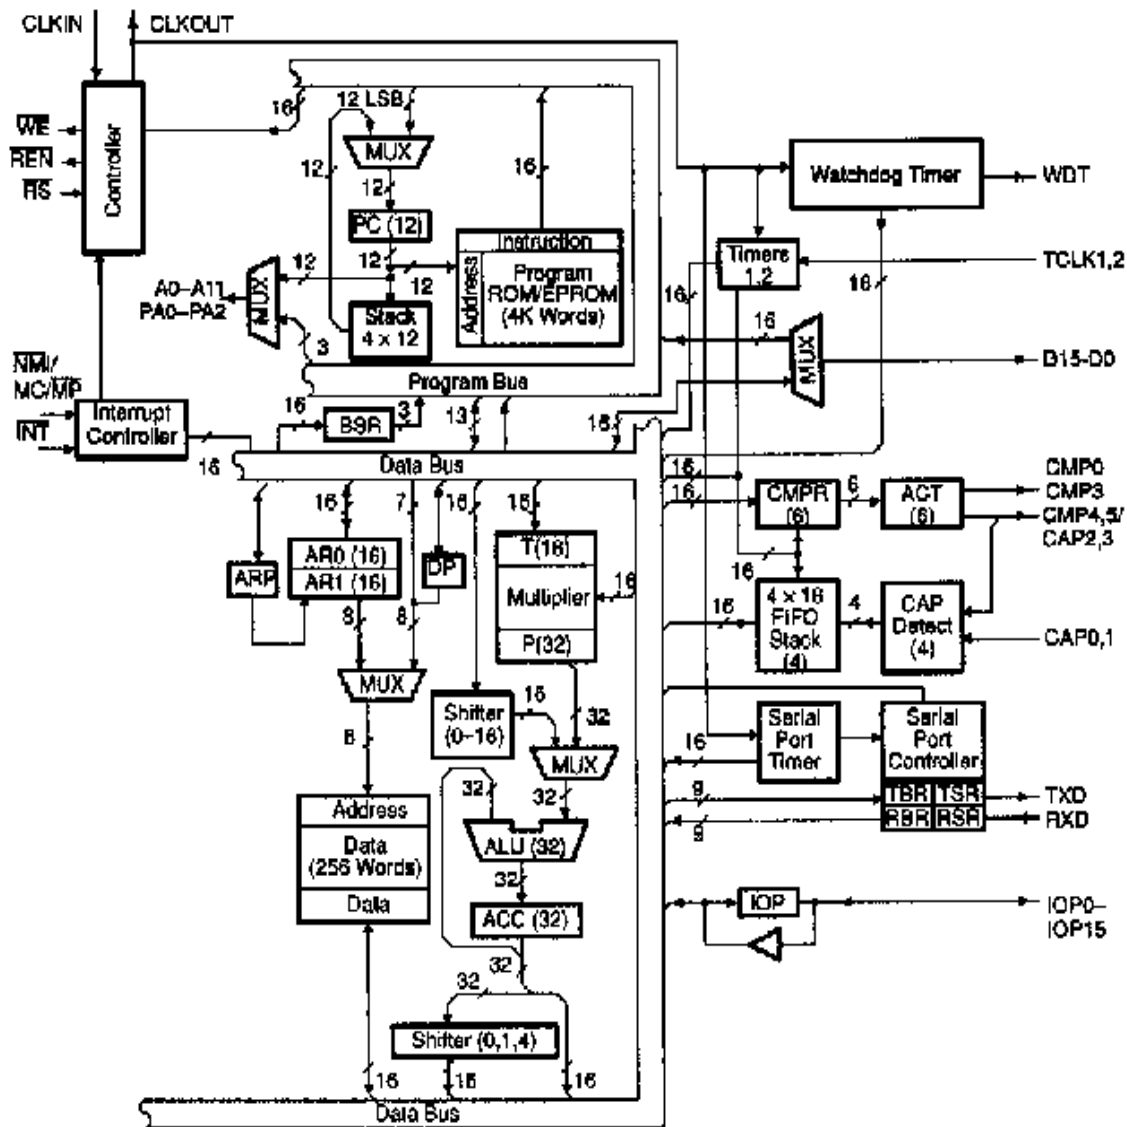 CLKIN
CLKOUT
WE
REN
RS
Controller
16
12 LSB
MUX
12
12
PC (12)
16
12
12
12
A0–A11
PA0–PA2
MUX
3
Stack
4 x 12
Instruction
Address
Program
ROM/EPROM
(4K Words)
Watchdog Timer
WDT
Timers
1,2
TCLK1,2
16
16
16
MUX
D15-D0
NMI/
MC/MP
INT
Interrupt
Controller
16
Program Bus
16
BSR
3
13
16
Data Bus
16
7
16
16
ARP
AR0 (16)
AR1 (16)
DP
8
8
MUX
8
T(16)
Multiplier
P(32)
16
Shifter
(0–16)
16
32
MUX
32
32
ALU (32)
32
ACC (32)
32
32
Shifter (0,1,4)
Address
Data
(256 Words)
Data
16
16
16
Data Bus
16
16
CMPR
(6)
6
ACT
(6)
CMP0
CMP3
CMP4,5/
CAP2,3
16
16
4 x 16
FIFO
Stack
(4)
4
CAP
Detect
(4)
CAP0,1
16
Serial
Port
Timer
Serial
Port
Controller
9
TBR
TSR
TXD
9
RBR
RSR
RXD
IOP
IOP0–
IOP15